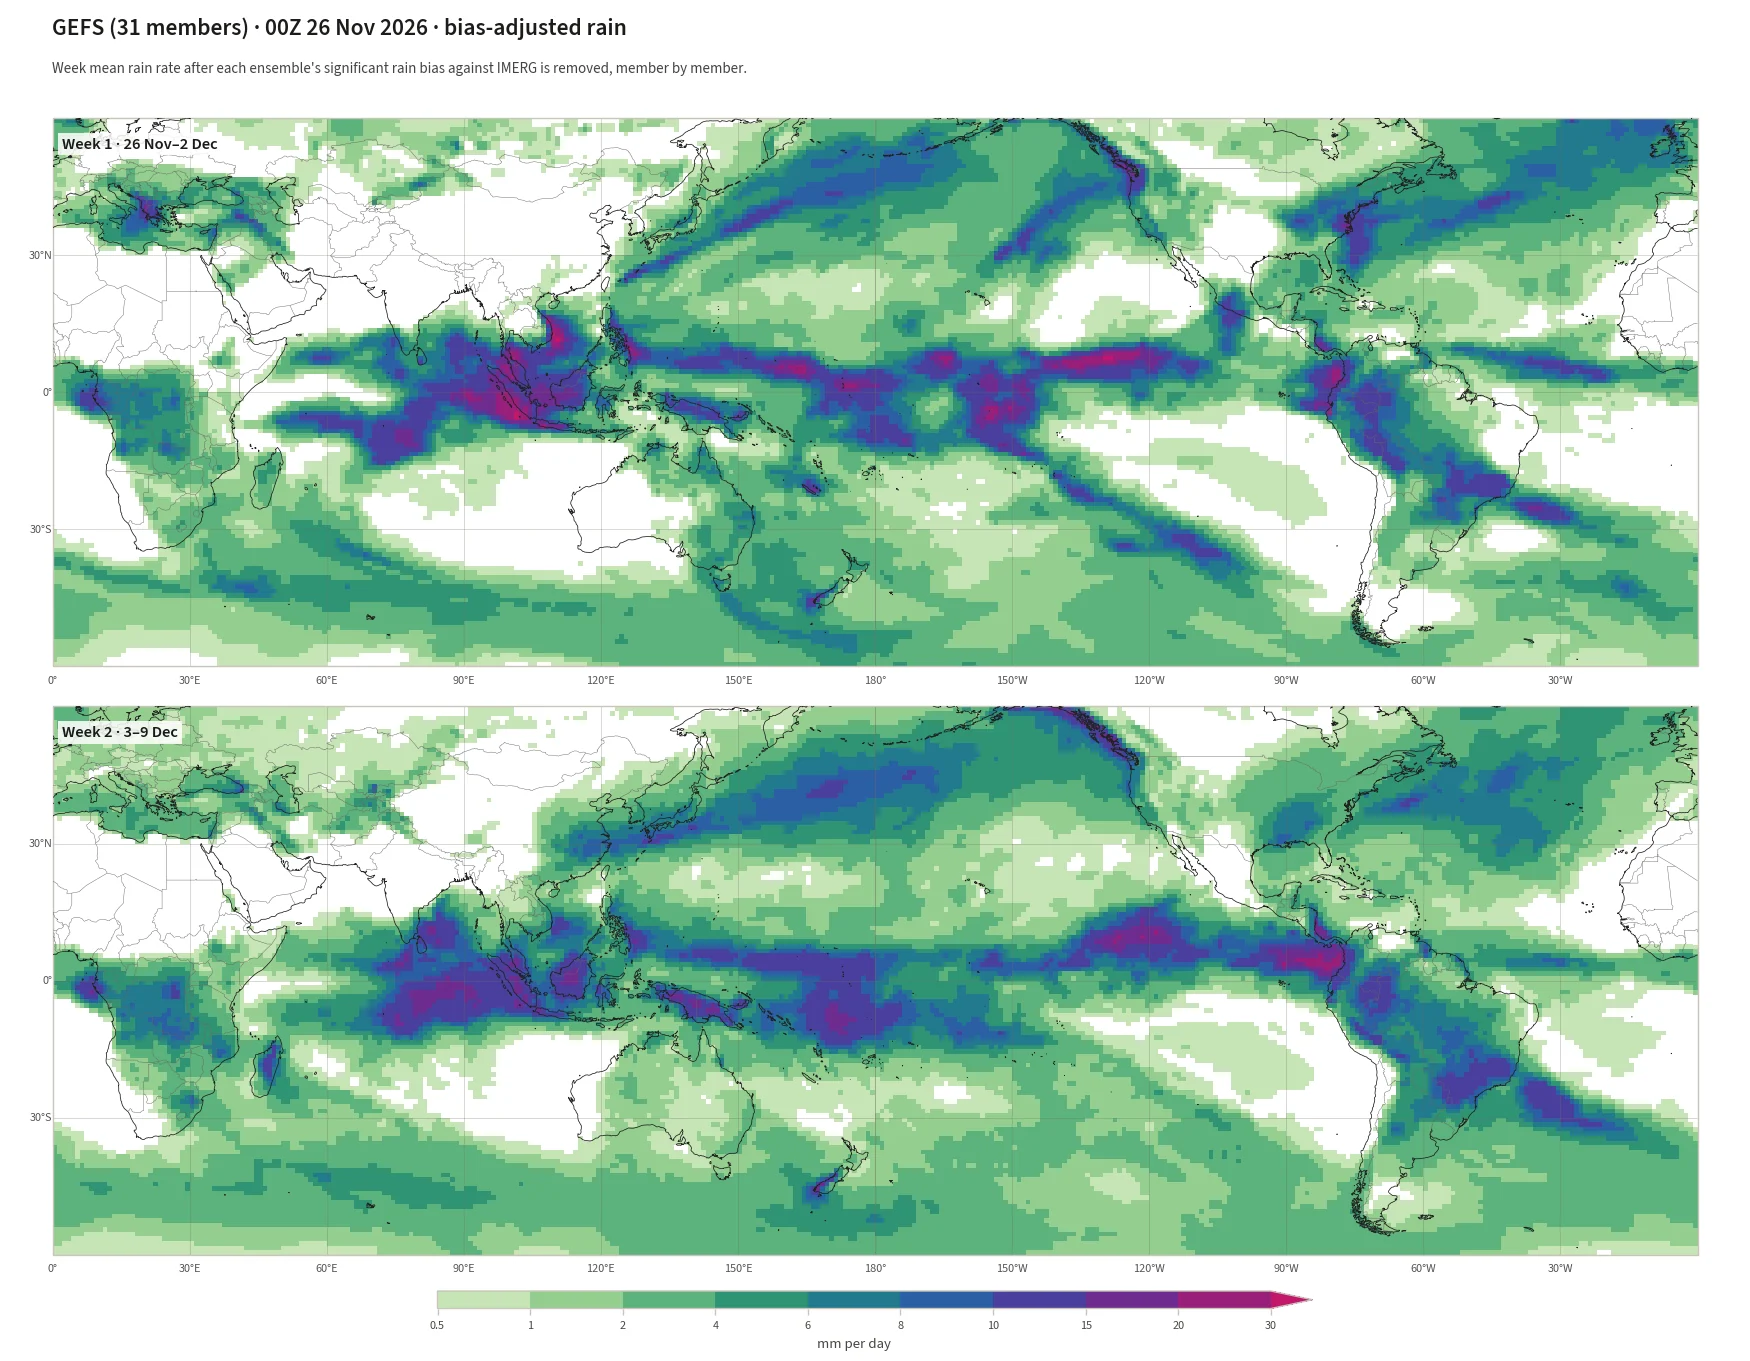 GEFS (31 members) · 00Z 26 Nov 2026 · bias-adjusted rain
Week mean rain rate after each ensemble's significant rain bias against IMERG is removed, member by member.
Week 1 · 26 Nov–2 Dec
30°N
0°
30°S
0° 30°E 60°E 90°E 120°E 150°E 180° 150°W 120°W 90°W 60°W 30°W
Week 2 · 3–9 Dec
30°N
0°
30°S
0° 30°E 60°E 90°E 120°E 150°E 180° 150°W 120°W 90°W 60°W 30°W
0.5 1 2 4 6 8 10 15 20 30
mm per day